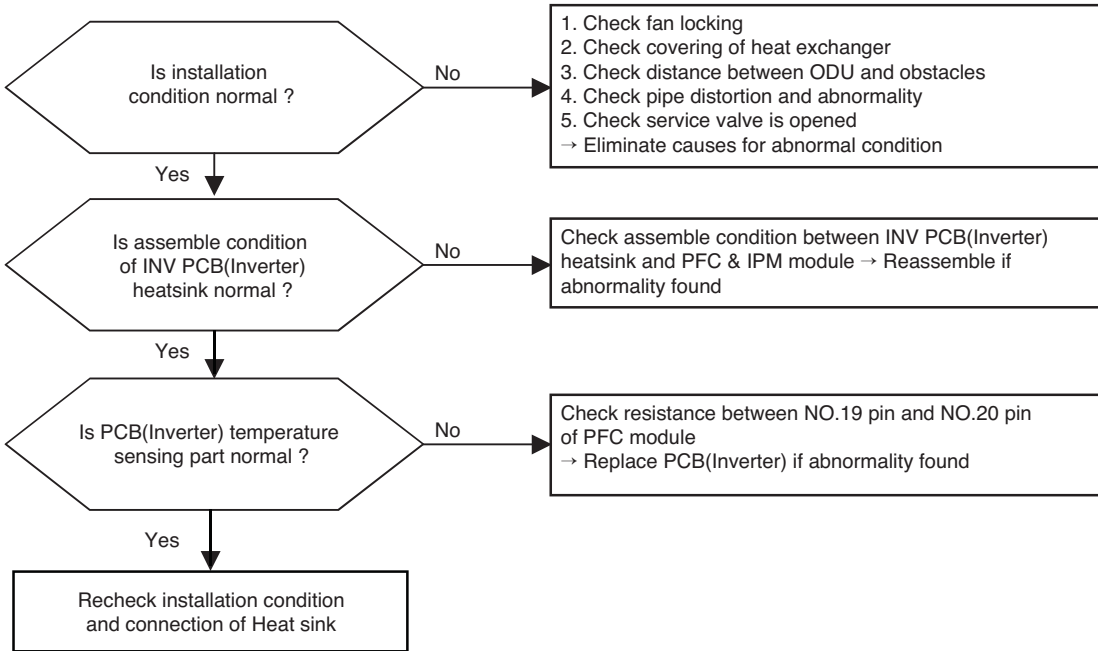 Is installation
condition normal ?
No
1. Check fan locking
2. Check covering of heat exchanger
3. Check distance between ODU and obstacles
4. Check pipe distortion and abnormality
5. Check service valve is opened
→ Eliminate causes for abnormal condition
Yes
Is assemble condition
of INV PCB(Inverter)
heatsink normal ?
No
Check assemble condition between INV PCB(Inverter)
heatsink and PFC & IPM module → Reassemble if
abnormality found
Yes
Is PCB(Inverter) temperature
sensing part normal ?
No
Check resistance between NO.19 pin and NO.20 pin
of PFC module
→ Replace PCB(Inverter) if abnormality found
Yes
Recheck installation condition
and connection of Heat sink